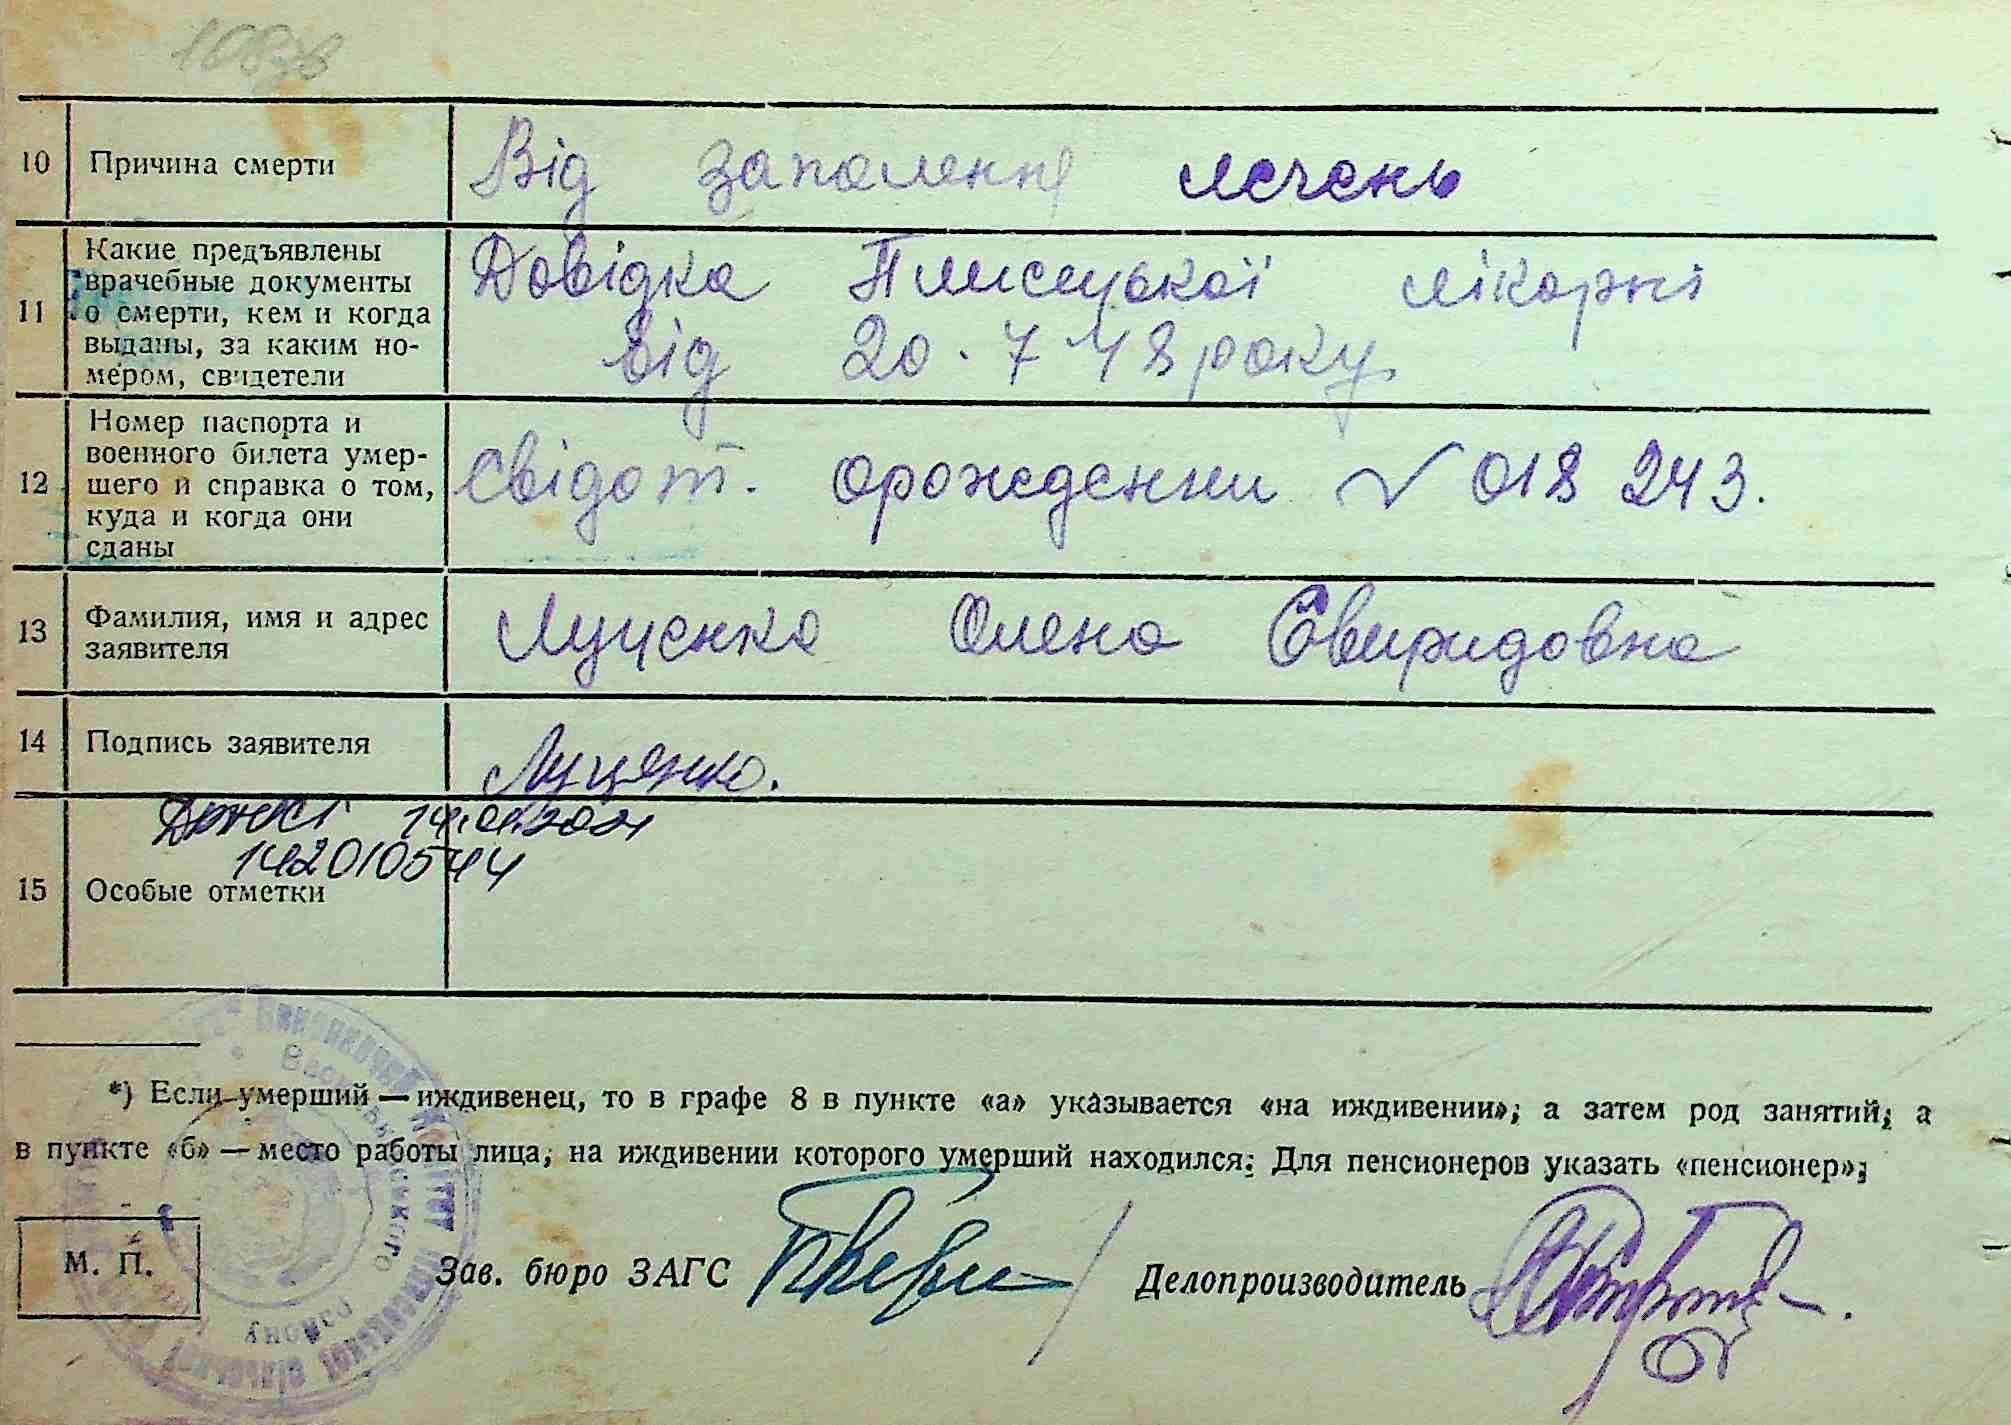 10 Причина смерти Від запалення лечень
11 Какие предъявлены
врачебные документы
о смерти, кем и когда
выданы, за каким но-
мером, свидетели
Довідка Плисецької лікарні
від 20.7 48 року
12 Номер паспорта и
военного билета умер-
шего и справка о том,
куда и когда они
сданы
Свідот. орождении № 018 243.
13 Фамилия, имя и адрес
заявителя
Луценко Олена Свиридовна
14 Подпись заявителя Луценко.
15 Особые отметки
142010544
*) Если умерший — иждивенец, то в графе 8 в пункте «а» указывается «на иждивении», а затем род занятий, а
в пункте «б» — место работы лица, на иждивении которого умерший находился. Для пенсионеров указать «пенсионер»;
М. П.
Зав. бюро ЗАГС
Делопроизводитель